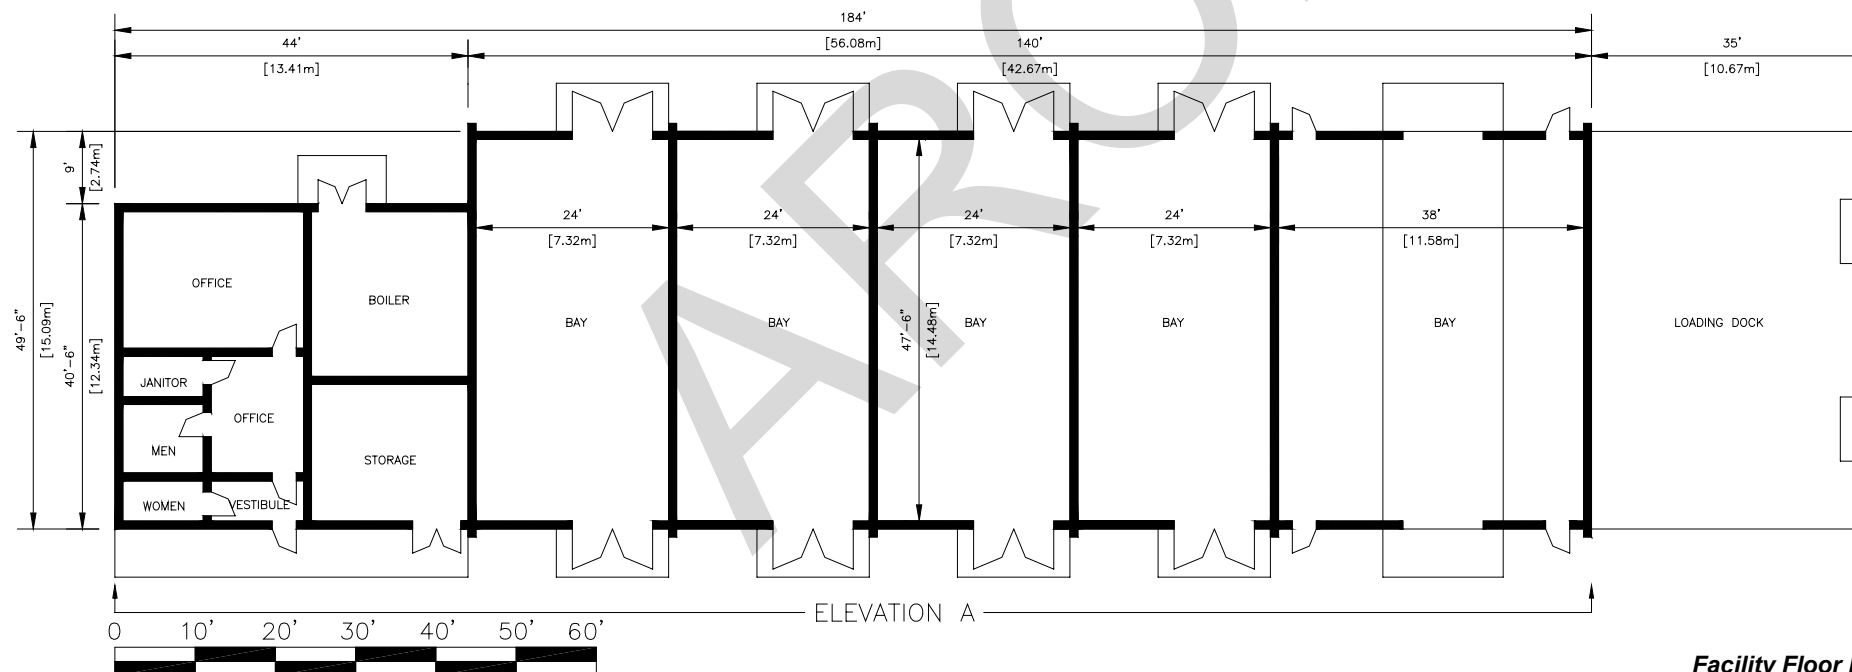 184'
[56.08m]
44'
[13.41m]
140'
[42.67m]
35'
[10.67m]
9'
[2.74m]
49'-6"
[15.09m]
40'-6"
[12.34m]
24'
[7.32m]
24'
[7.32m]
24'
[7.32m]
24'
[7.32m]
38'
[11.58m]
47'-6"
[14.48m]
OFFICE
BOILER
BAY
BAY
BAY
BAY
BAY
LOADING DOCK
JANITOR
OFFICE
MEN
STORAGE
WOMEN
VESTIBULE
ELEVATION A
0 10' 20' 30' 40' 50' 60'
Facility Floor